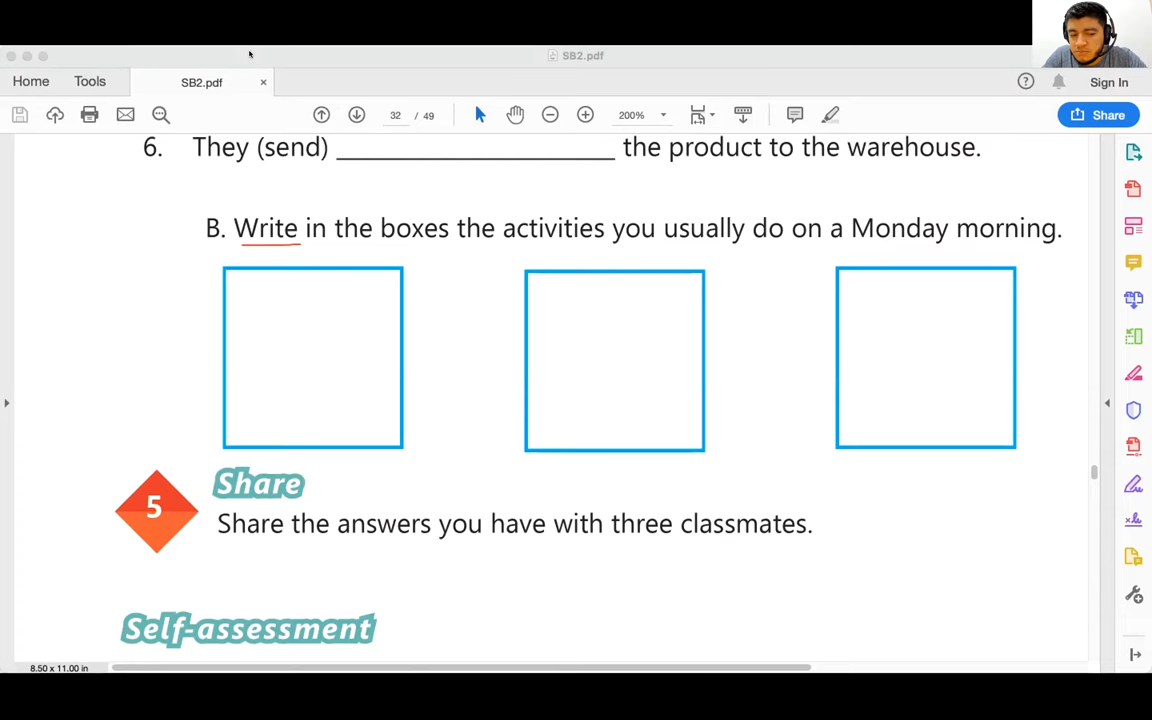 SB2.pdf
Home
Tools
SB2.pdf
×
Sign In
32 / 49
200%
Share
6. They (send) ______________________ the product to the warehouse.
B. Write in the boxes the activities you usually do on a Monday morning.
5
Share
Share the answers you have with three classmates.
Self-assessment
8.50 x 11.00 in